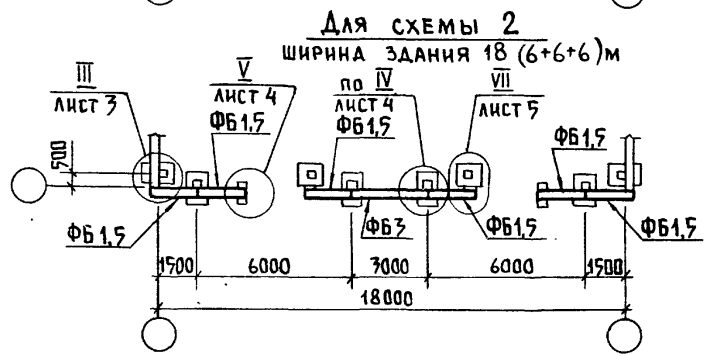 Для схемы 2
ширина здания 18 (6+6+6)м
III
лист 3
V
лист 4
ФБ1,5
по IV
лист 4
ФБ1,5
VII
лист 5
ФБ1,5
500
ФБ1,5
ФБ3
ФБ1,5
ФБ1,5
1500
6000
3000
6000
1500
18000